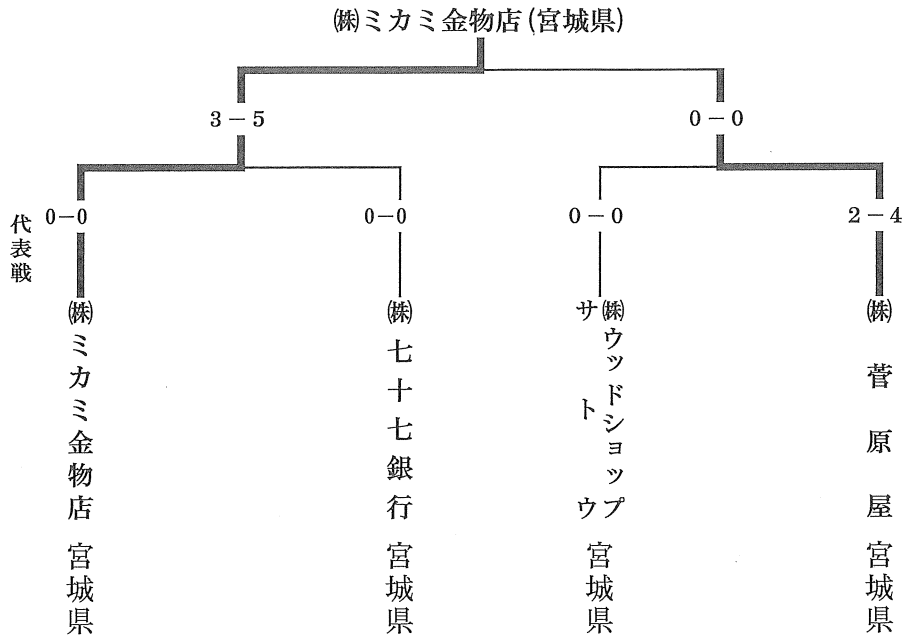 ㈱ミカミ金物店(宮城県)
3-5
0-0
代表戦
0-0
0-0
0-0
2-4
㈱ミカミ金物店 宮城県
㈱七十七銀行 宮城県
㈱ウッドショップ
サトウ 宮城県
㈱菅原屋 宮城県